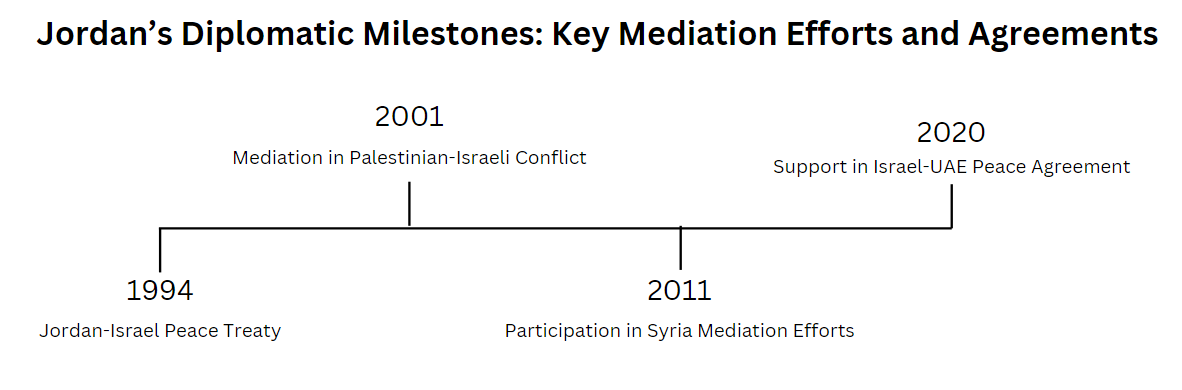 Jordan’s Diplomatic Milestones: Key Mediation Efforts and Agreements
2001
Mediation in Palestinian-Israeli Conflict
2020
Support in Israel-UAE Peace Agreement
1994
Jordan-Israel Peace Treaty
2011
Participation in Syria Mediation Efforts